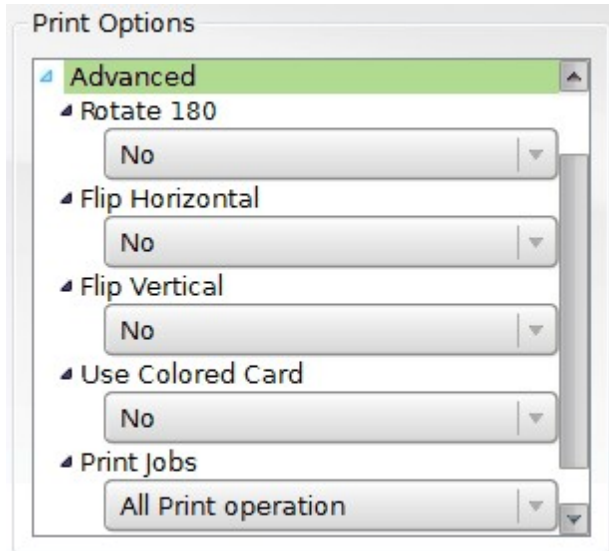 Print Options
Advanced
Rotate 180
No
Flip Horizontal
No
Flip Vertical
No
Use Colored Card
No
Print Jobs
All Print operation